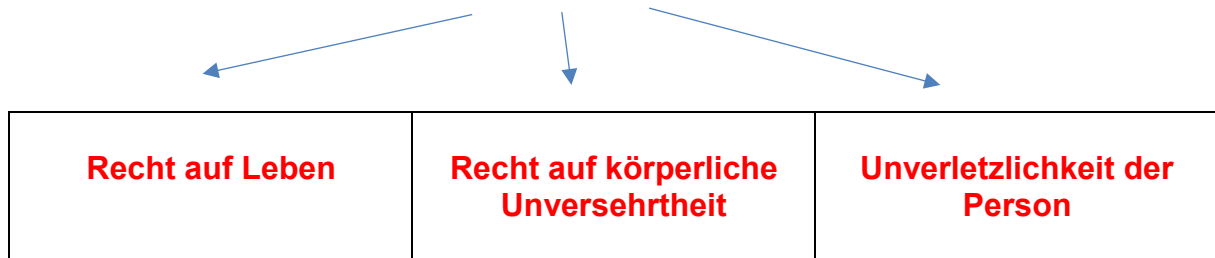 Recht auf Leben
Recht auf körperliche
Unversehrtheit
Unverletzlichkeit der
Person